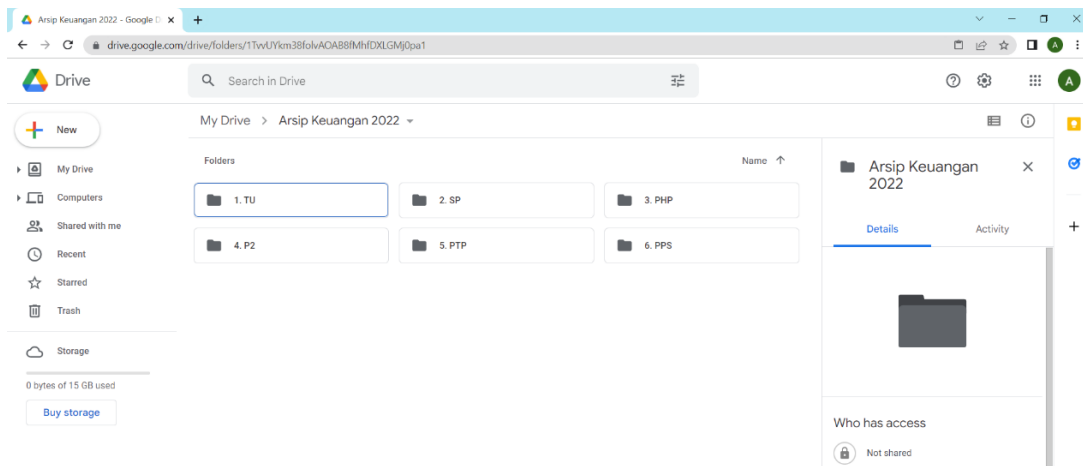 Arsip Keuangan 2022 - Google D
drive.google.com/drive/folders/1TvvUYkm38folvAOAB8fMhfDXLGMj0pa1
A
Drive
Search in Drive
A
New
My Drive > Arsip Keuangan 2022
My Drive
Computers
Shared with me
Recent
Starred
Trash
Storage
0 bytes of 15 GB used
Buy storage
Folders
Name
1. TU
2. SP
3. PHP
4. P2
5. PTP
6. PPS
Arsip Keuangan
2022
Details
Activity
Who has access
Not shared